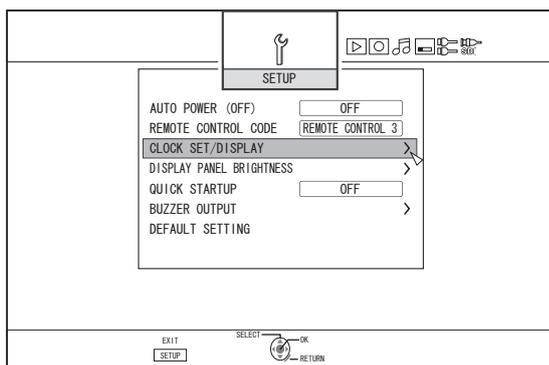 SETUP
AUTO POWER (OFF) OFF
REMOTE CONTROL CODE REMOTE CONTROL 3
CLOCK SET/DISPLAY
DISPLAY PANEL BRIGHTNESS
QUICK STARTUP OFF
BUZZER OUTPUT
DEFAULT SETTING
EXIT
SETUP
SELECT
OK
RETURN